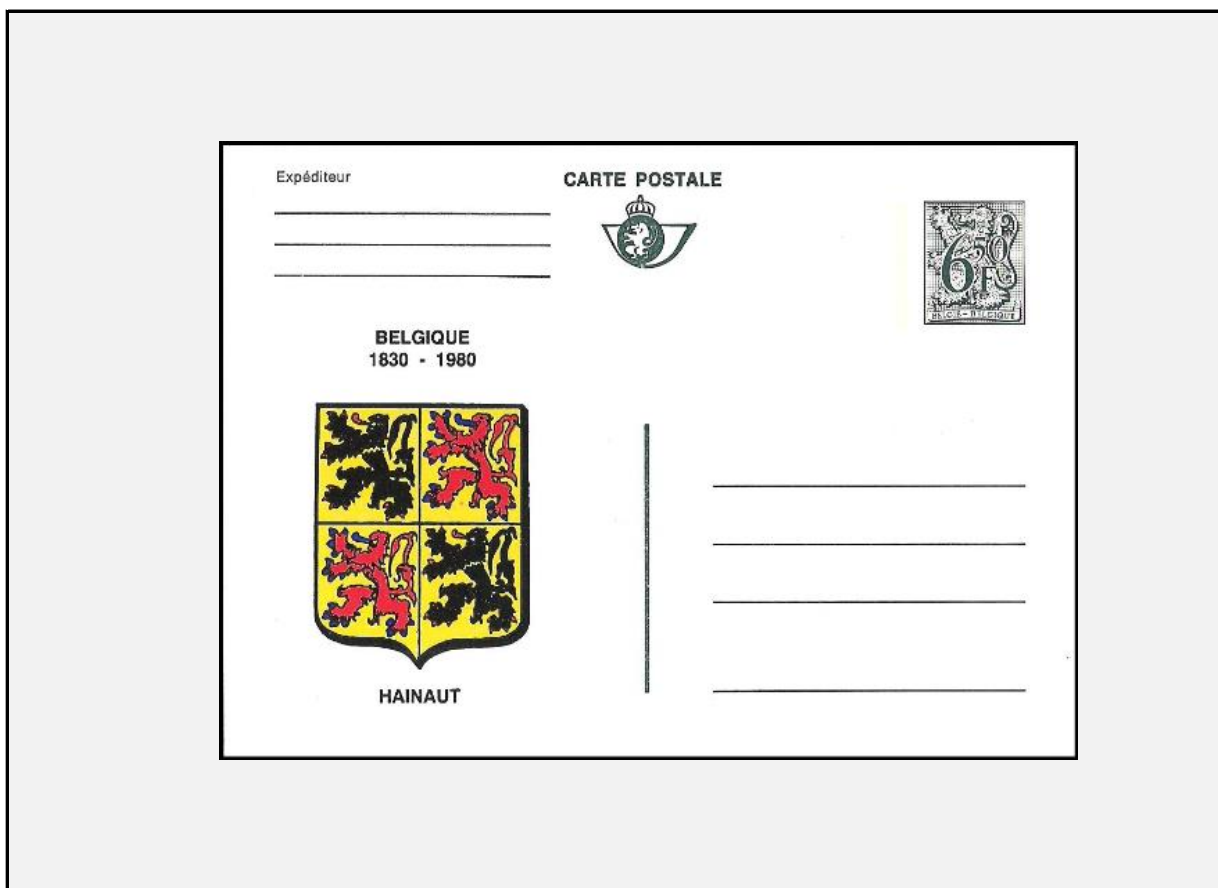 Expéditeur
CARTE POSTALE
6 50 F
BELGIË - BELGIQUE
BELGIQUE
1830 - 1980
HAINAUT